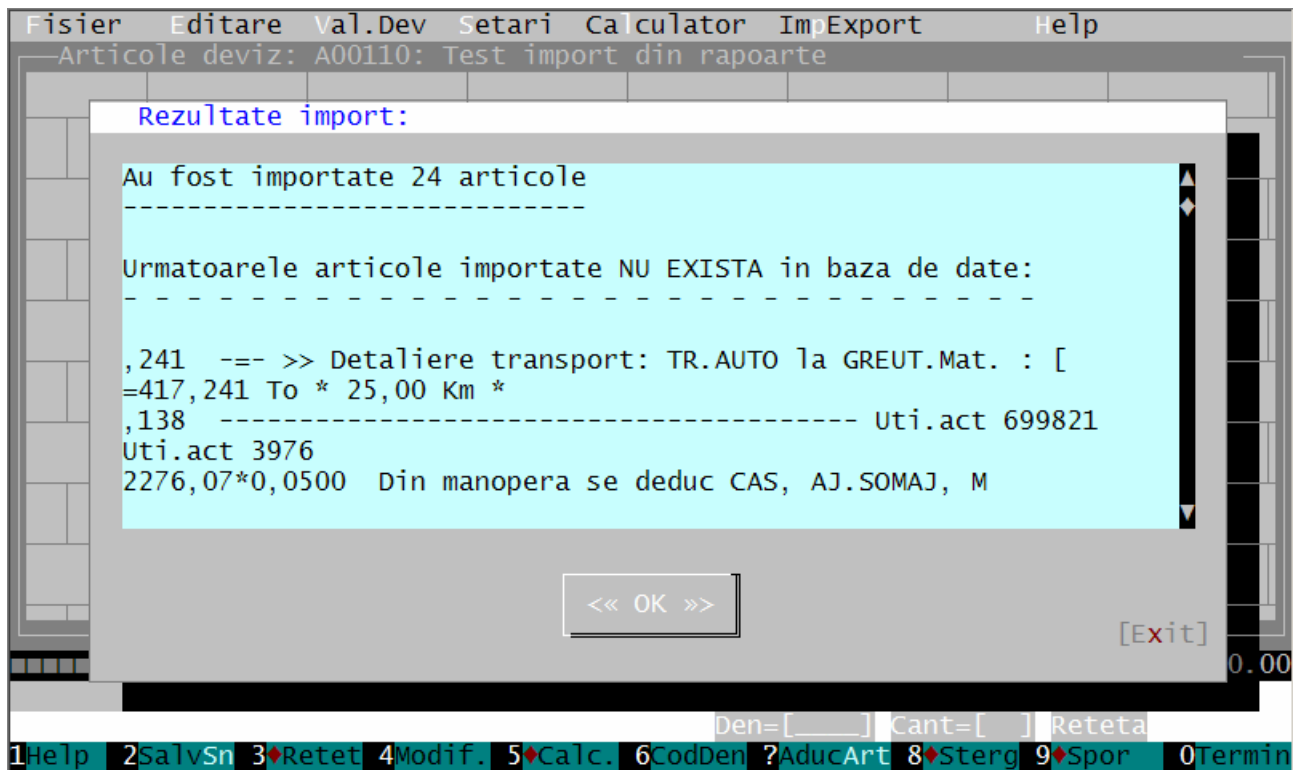 Fisier Editare Val.Dev Setari Calculator ImpExport Help
Articole deviz: A00110: Test import din rapoarte
Rezultate import:
Au fost importate 24 articole
-----------------------------
Urmatoarele articole importate NU EXISTA in baza de date:
- - - - - - - - - - - - - - - - - - - - - - - - - - - - -
,241 -=- >> Detaliere transport: TR.AUTO la GREUT.Mat. : [
=417,241 To * 25,00 Km *
,138 ---------------------------------------- Uti.act 699821
Uti.act 3976
2276,07*0,0500 Din manopera se deduc CAS, AJ.SOMAJ, M
<« OK »>
[Exit]
0.00
Den=[____] Cant=[ ] Reteta
1Help 2SalvSn 3♦Retet 4Modif. 5♦Calc. 6CodDen ?AducArt 8♦Sterg 9♦Spor 0Termin